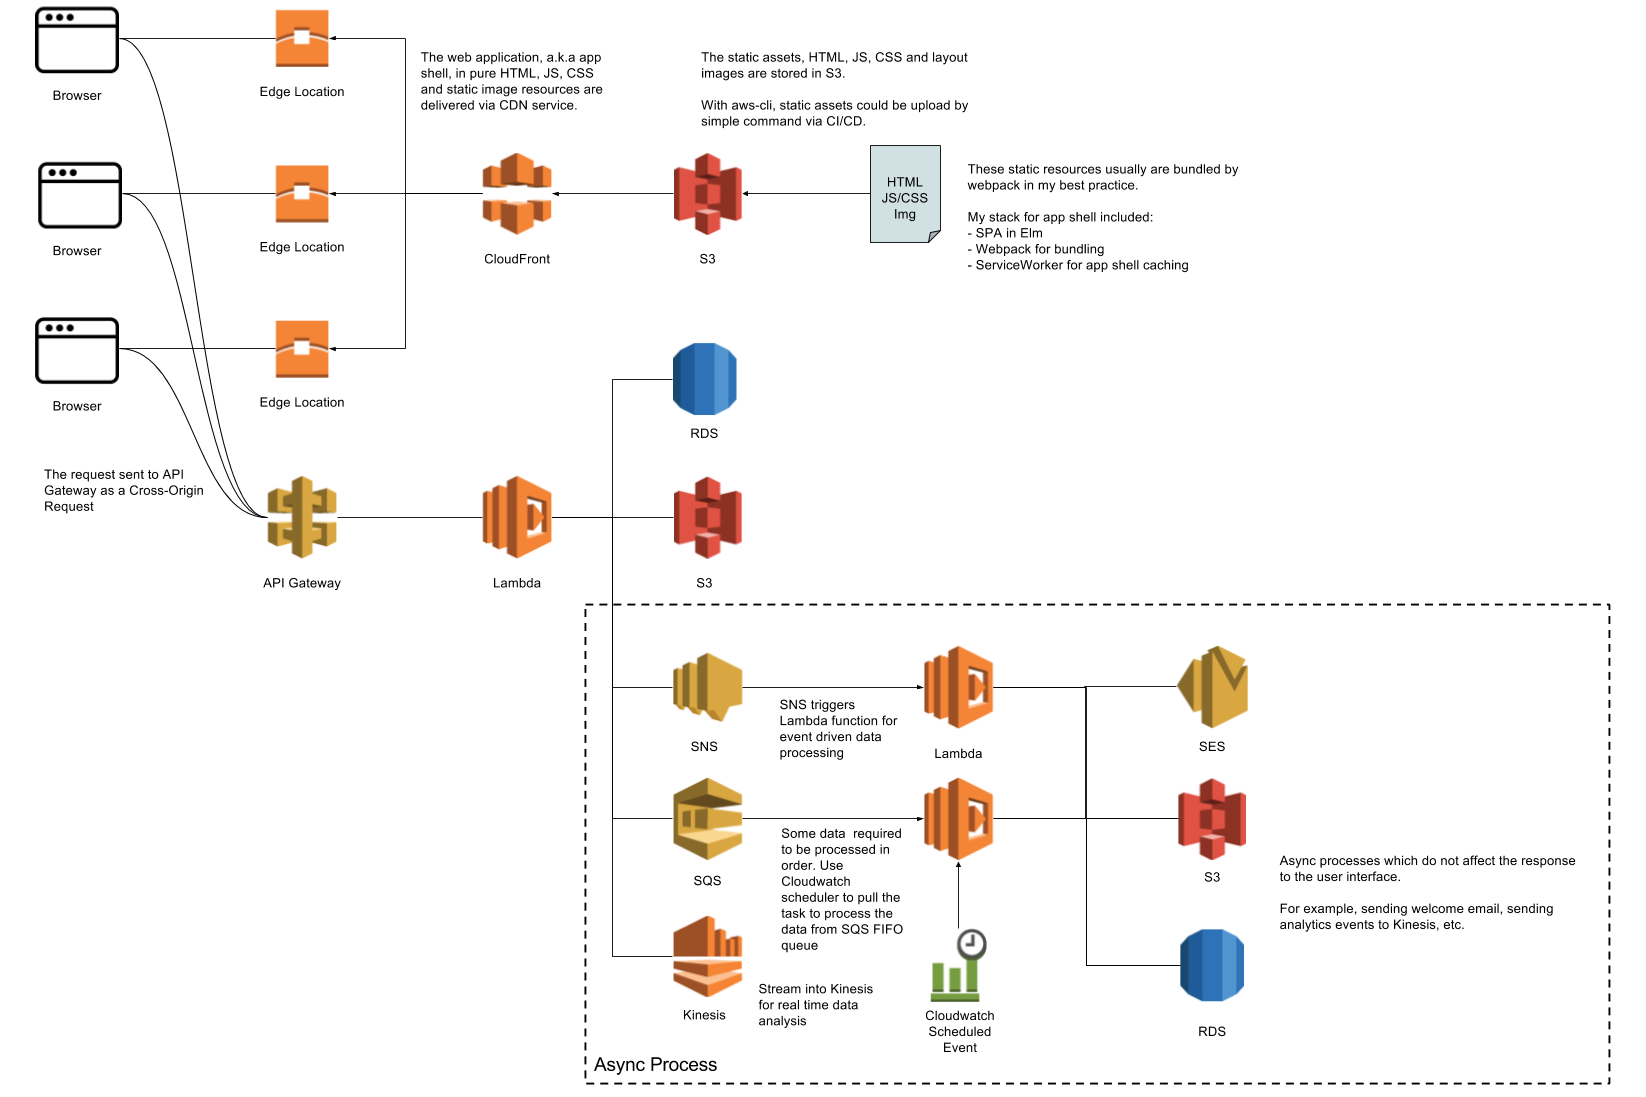 Browser
Edge Location
The web application, a.k.a app
shell, in pure HTML, JS, CSS
and static image resources are
delivered via CDN service.
The static assets, HTML, JS, CSS and layout
images are stored in S3.
With aws-cli, static assets could be upload by
simple command via CI/CD.
Browser
Edge Location
CloudFront
S3
HTML
JS/CSS
Img
These static resources usually are bundled by
webpack in my best practice.
My stack for app shell included:
- SPA in Elm
- Webpack for bundling
- ServiceWorker for app shell caching
Browser
Edge Location
RDS
The request sent to API
Gateway as a Cross-Origin
Request
API Gateway
Lambda
S3
SNS
SNS triggers
Lambda function for
event driven data
processing
Lambda
SES
SQS
Some data  required
to be processed in
order. Use
Cloudwatch
scheduler to pull the
task to process the
data from SQS FIFO
queue
S3
Async processes which do not affect the response
to the user interface.
For example, sending welcome email, sending
analytics events to Kinesis, etc.
Kinesis
Stream into Kinesis
for real time data
analysis
Cloudwatch
Scheduled
Event
RDS
Async Process